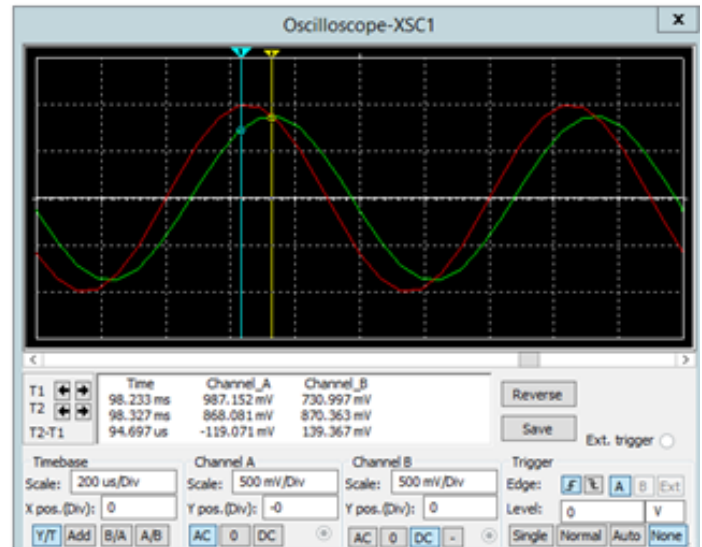 Oscilloscope-XSC1
x
1 1
< >
Time Channel_A Channel_B
T1 98.233 ms 987.152 mV 730.997 mV
T2 98.327 ms 868.081 mV 870.363 mV
T2-T1 94.697 us -119.071 mV 139.367 mV
Reverse
Save
Ext. trigger
Timebase Channel A Channel B Trigger
Scale: 200 us/Div Scale: 500 mV/Div Scale: 500 mV/Div Edge: A B Ext
X pos.(Div): 0 Y pos.(Div): -0 Y pos.(Div): 0 Level: 0 V
Y/T Add B/A A/B AC 0 DC AC 0 DC - Single Normal Auto None